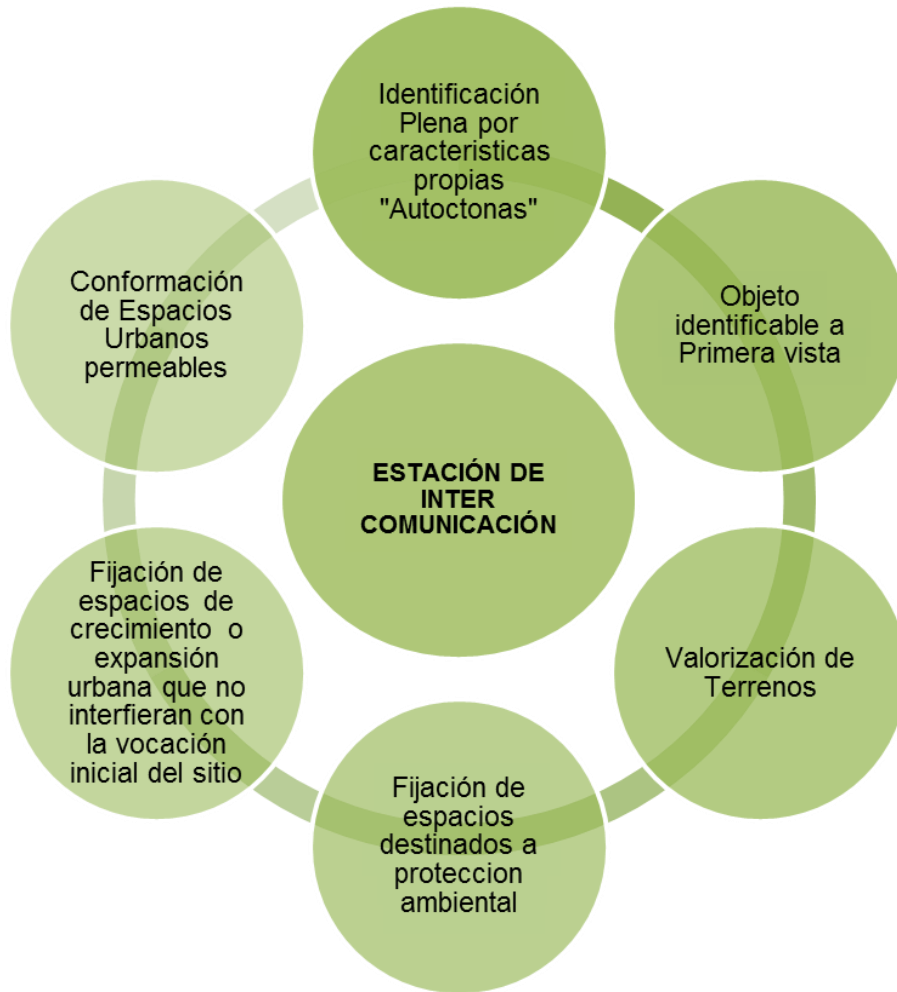 Identificación
Plena por
caracteristicas
propias
"Autoctonas"
Objeto
identificable a
Primera vista
Valorización de
Terrenos
Fijación de
espacios
destinados a
proteccion
ambiental
Fijación de
espacios de
crecimiento o
expansión
urbana que no
interfieran con
la vocación
inicial del sitio
Conformación
de Espacios
Urbanos
permeables
ESTACIÓN DE
INTER
COMUNICACIÓN